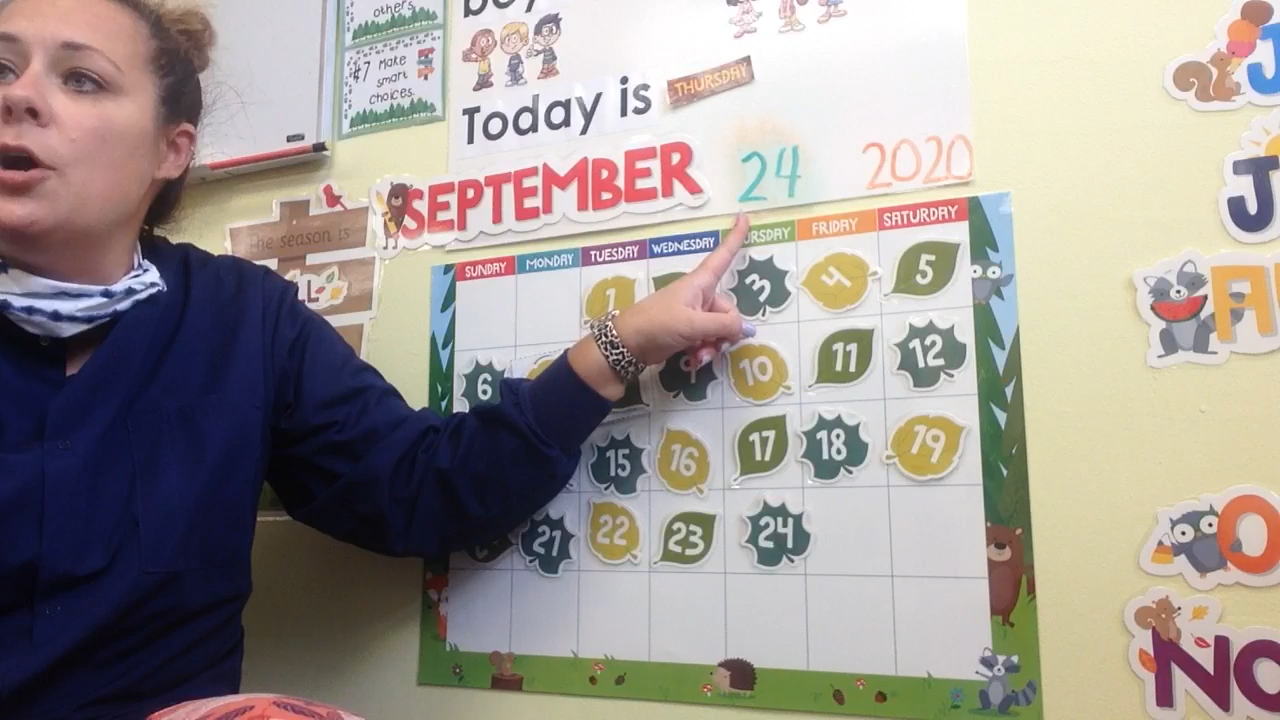 others.
#7 Make
smart
choices.
Today is THURSDAY
SEPTEMBER 24 2020
The season is
SUNDAY MONDAY TUESDAY WEDNESDAY FRIDAY SATURDAY
1 3 4 5
6 9 10 11 12
15 16 17 18 19
21 22 23 24